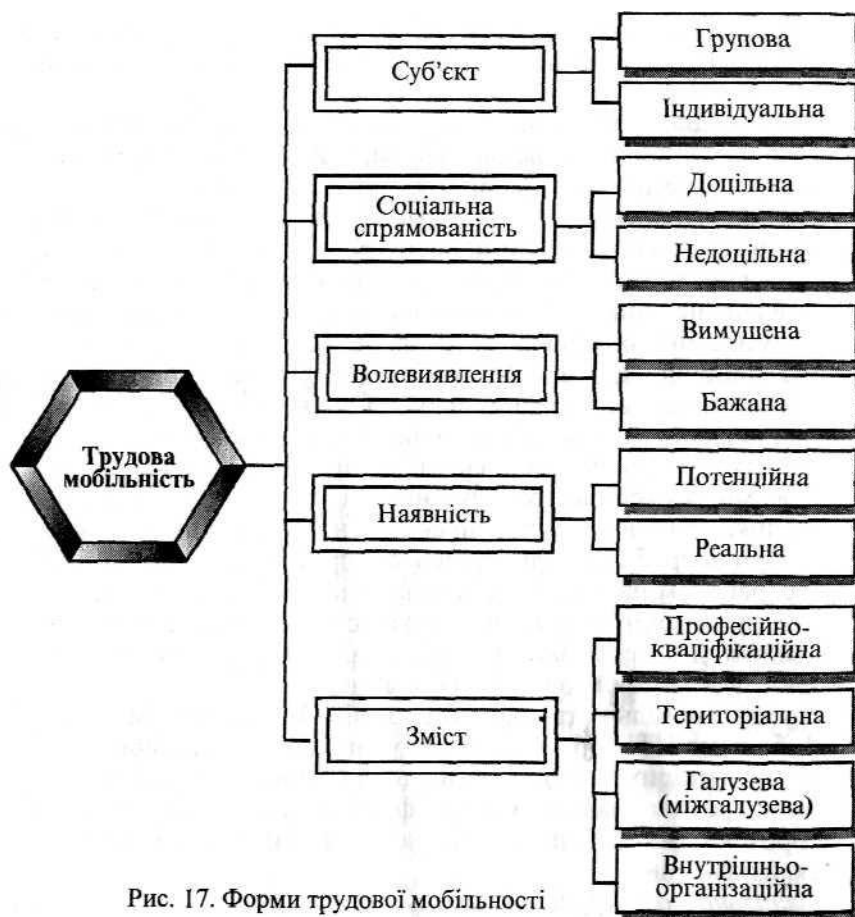 Групова
Суб’єкт
Індивідуальна
Доцільна
Соціальна
спрямованість
Недоцільна
Вимушена
Волевиявлення
Бажана
Трудова
мобільність
Потенційна
Наявність
Реальна
Професійно-
кваліфікаційна
Територіальна
Зміст
Галузева
(міжгалузева)
Внутрішньо-
організаційна
Рис. 17. Форми трудової мобільності